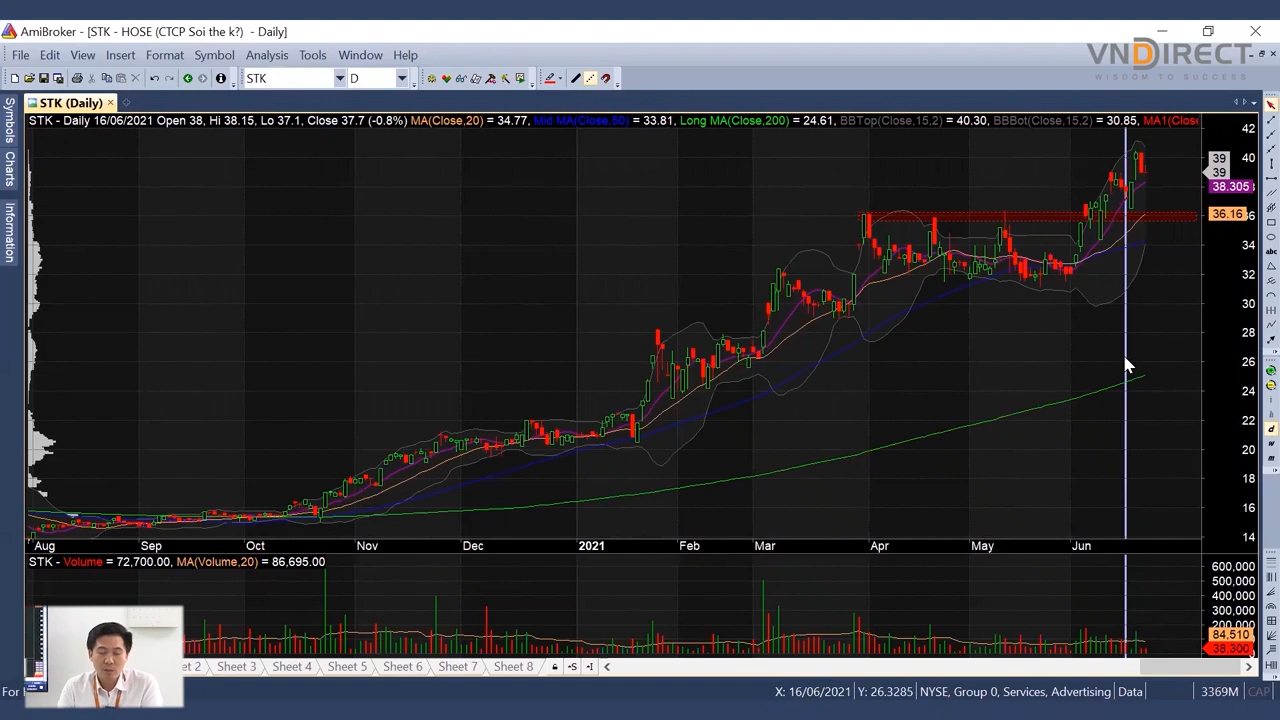 AmiBroker - [STK - HOSE (CTCP Soi the k?) - Daily]
File Edit View Insert Format Symbol Analysis Tools Window Help
VNDIRECT
WISDOM TO SUCCESS
STK D
STK (Daily)
Symbols
Charts
Information
STK - Daily 16/06/2021 Open 38, Hi 38.15, Lo 37.1, Close 37.7 (-0.8%) MA(Close,20) = 34.77, Mid MA(Close,50) = 33.81, Long MA(Close,200) = 24.61, BBTop(Close,15,2) = 40.30, BBBot(Close,15,2) = 30.85, MA1(Close
42
40
39
39
38.305
36.16
34
32
30
28
26
24
22
20
18
16
14
Aug Sep Oct Nov Dec 2021 Feb Mar Apr May Jun
STK - Volume = 72,700.00, MA(Volume,20) = 86,695.00
600,000
500,000
400,000
300,000
84,510
38,300
t 2 Sheet 3 Sheet 4 Sheet 5 Sheet 6 Sheet 7 Sheet 8
X: 16/06/2021 Y: 26.3285 NYSE, Group 0, Services, Advertising Data 3369M CAP